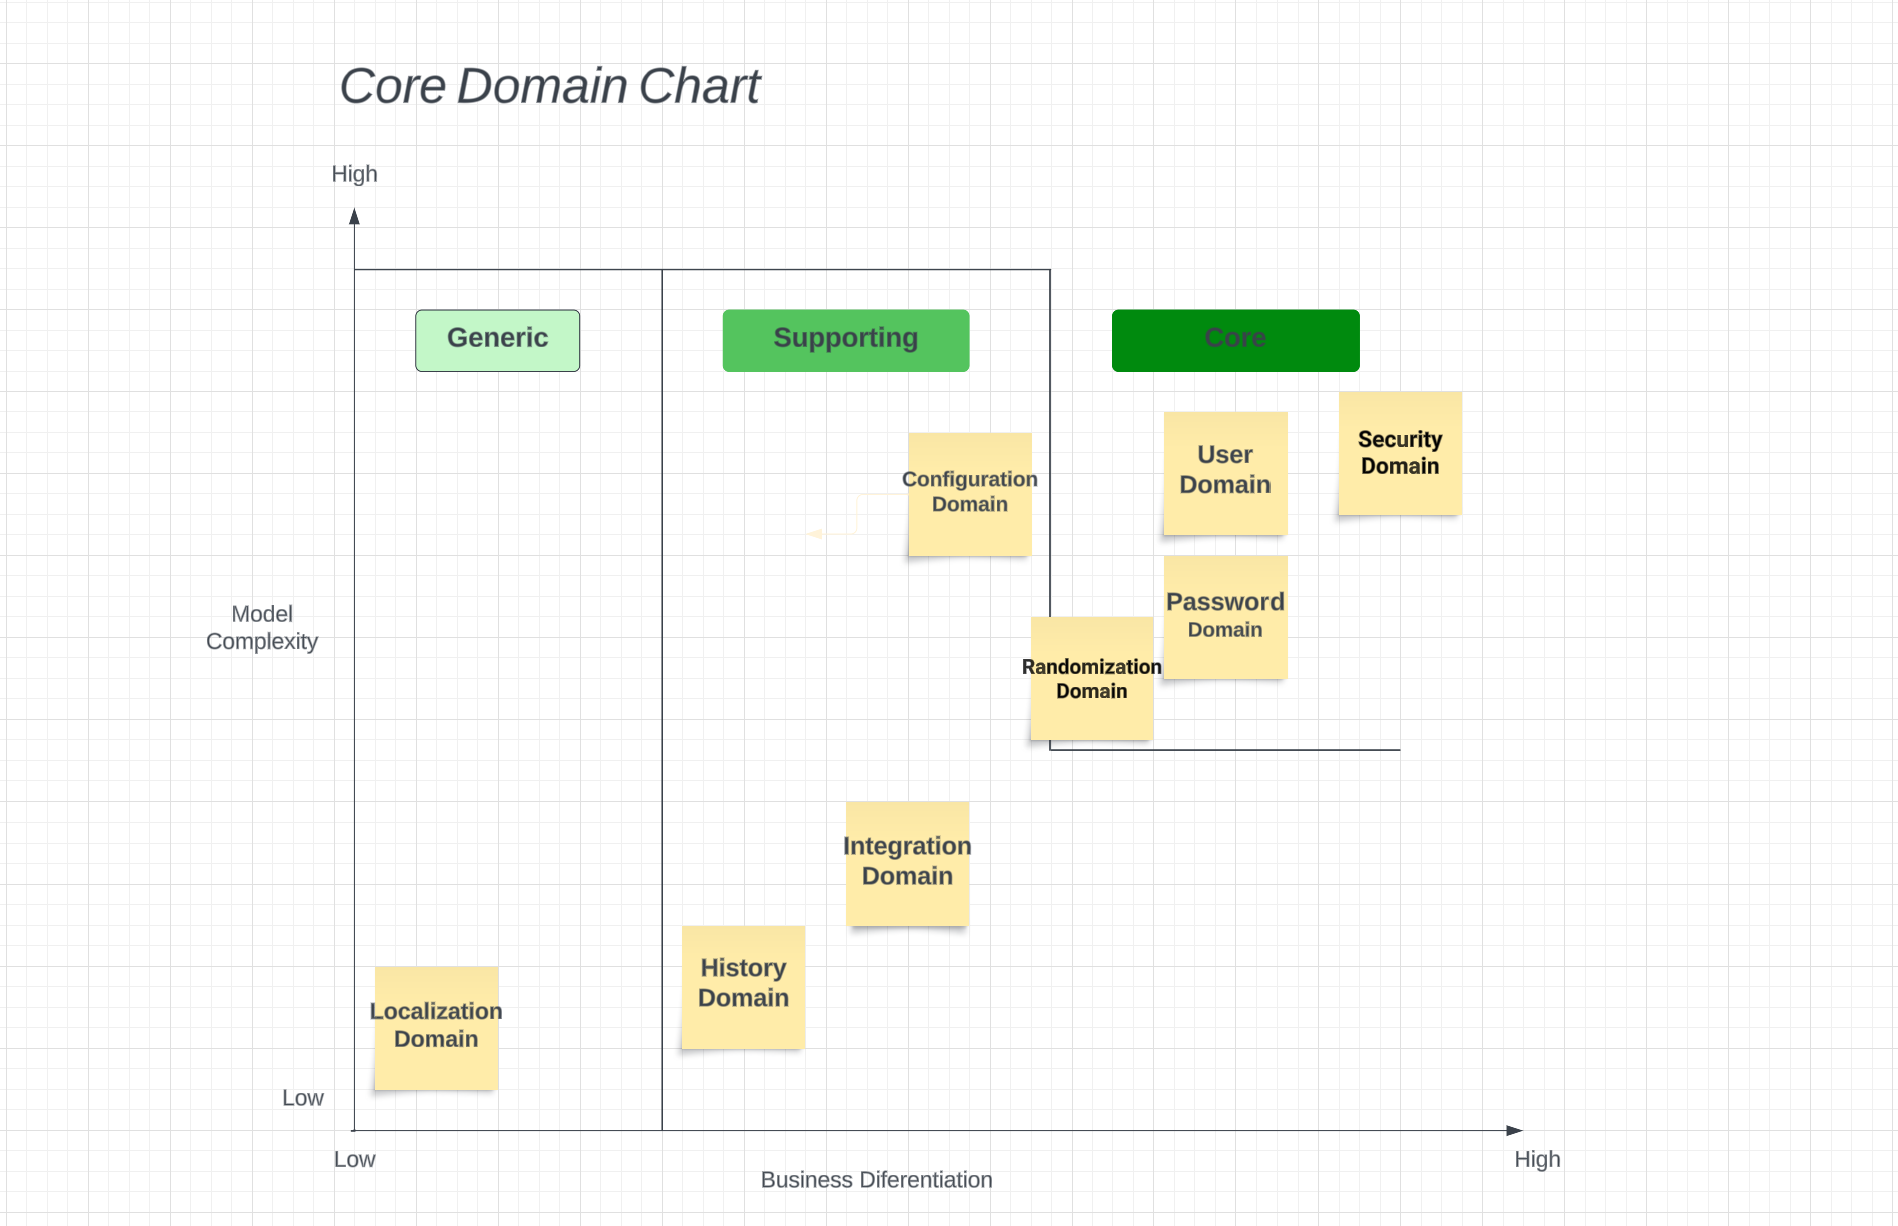 Core Domain Chart
High
Generic
Supporting
Core
Configuration
Domain
User
Domain
Security
Domain
Model
Complexity
Password
Domain
Randomization
Domain
Integration
Domain
History
Domain
Localization
Domain
Low
Low
High
Business Diferentiation